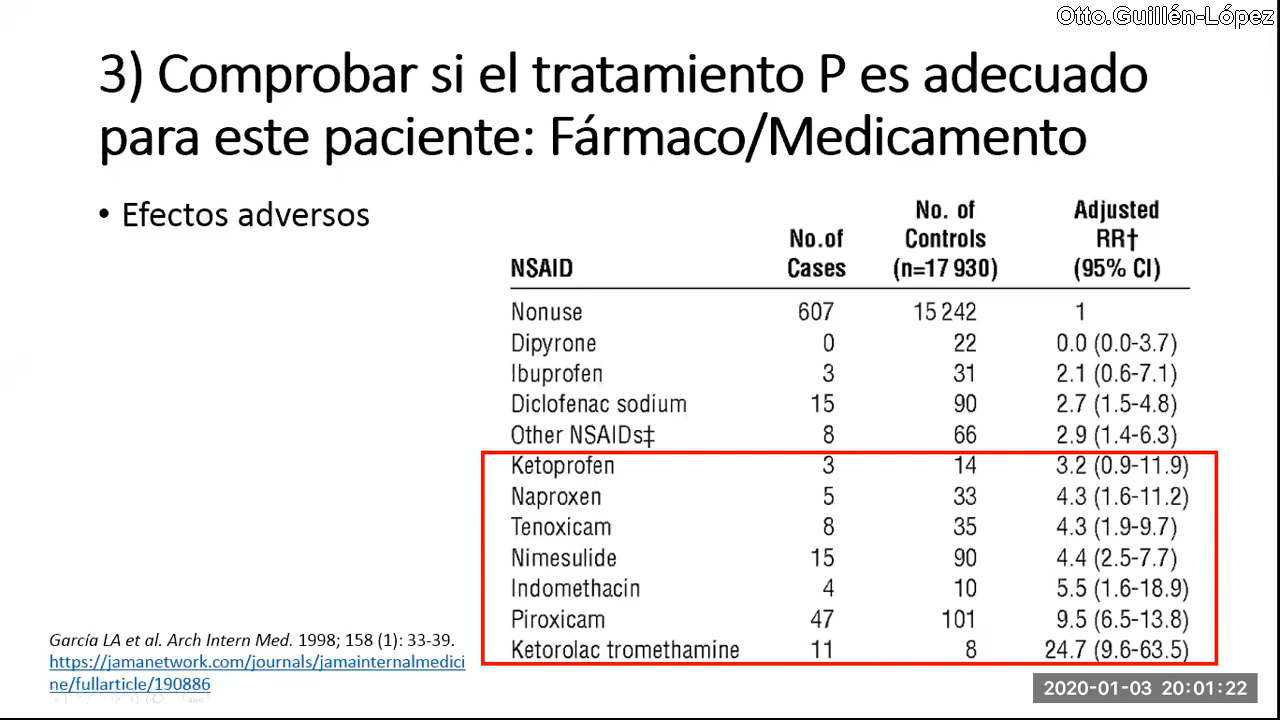 Otto.Guillén-López
3) Comprobar si el tratamiento P es adecuado
para este paciente: Fármaco/Medicamento
• Efectos adversos
NSAID No.of Cases No. of Controls (n=17 930) Adjusted RR† (95% CI)
Nonuse 607 15 242 1
Dipyrone 0 22 0.0 (0.0-3.7)
Ibuprofen 3 31 2.1 (0.6-7.1)
Diclofenac sodium 15 90 2.7 (1.5-4.8)
Other NSAIDs‡ 8 66 2.9 (1.4-6.3)
Ketoprofen 3 14 3.2 (0.9-11.9)
Naproxen 5 33 4.3 (1.6-11.2)
Tenoxicam 8 35 4.3 (1.9-9.7)
Nimesulide 15 90 4.4 (2.5-7.7)
Indomethacin 4 10 5.5 (1.6-18.9)
Piroxicam 47 101 9.5 (6.5-13.8)
Ketorolac tromethamine 11 8 24.7 (9.6-63.5)
García LA et al. Arch Intern Med. 1998; 158 (1): 33-39.
https://jamanetwork.com/journals/jamainternalmedici
ne/fullarticle/190886
2020-01-03 20:01:22